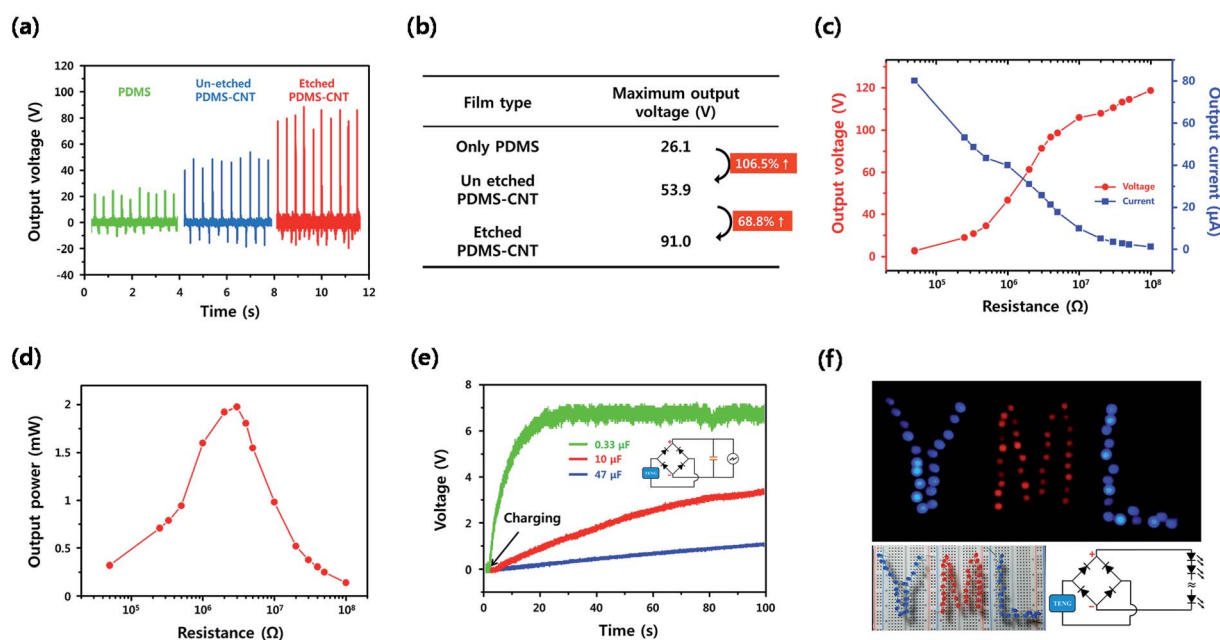 (a)
120
100
80
60
40
20
0
-20
-40
Output voltage (V)
PDMS
Un-etched
PDMS-CNT
Etched
PDMS-CNT
0 2 4 6 8 10 12
Time (s)
(b)
Film type
Maximum output
voltage (V)
Only PDMS 26.1
106.5% ↑
Un etched
PDMS-CNT
53.9
68.8% ↑
Etched
PDMS-CNT
91.0
(c)
120
100
80
60
40
20
0
Output voltage (V)
80
60
40
20
0
Output current (µA)
Voltage
Current
10⁵ 10⁶ 10⁷ 10⁸
Resistance (Ω)
(d)
2
1.5
1
0.5
0
Output power (mW)
10⁵ 10⁶ 10⁷ 10⁸
Resistance (Ω)
(e)
8
6
4
2
0
Voltage (V)
0.33 µF
10 µF
47 µF
+
-
TENG
Charging
0 20 40 60 80 100
Time (s)
(f)
Y M L
Y M L
+
-
TENG
≈